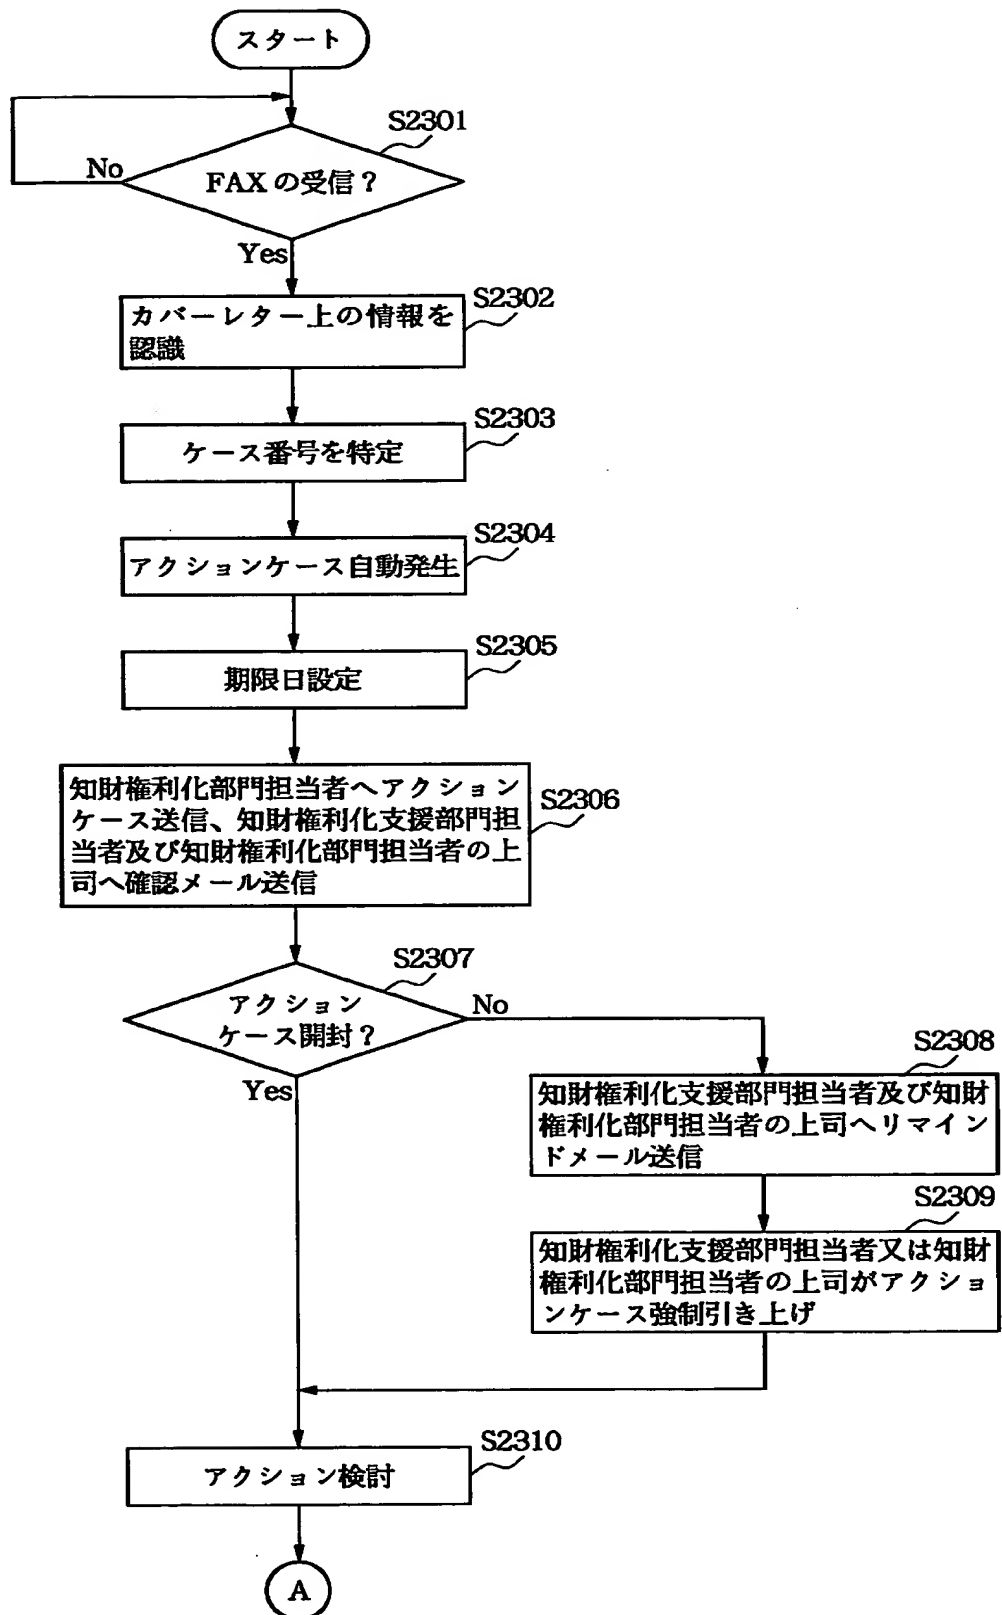 スタート
S2301
No
FAXの受信？
Yes
S2302
カバーレター上の情報を
認識
S2303
ケース番号を特定
S2304
アクションケース自動発生
S2305
期限日設定
S2306
知財権利化部門担当者へアクション
ケース送信、知財権利化支援部門担
当者及び知財権利化部門担当者の上
司へ確認メール送信
S2307
アクション
ケース開封？
No
Yes
S2308
知財権利化支援部門担当者及び知財
権利化部門担当者の上司へリマイン
ドメール送信
S2309
知財権利化支援部門担当者又は知財
権利化部門担当者の上司がアクショ
ンケース強制引き上げ
S2310
アクション検討
A